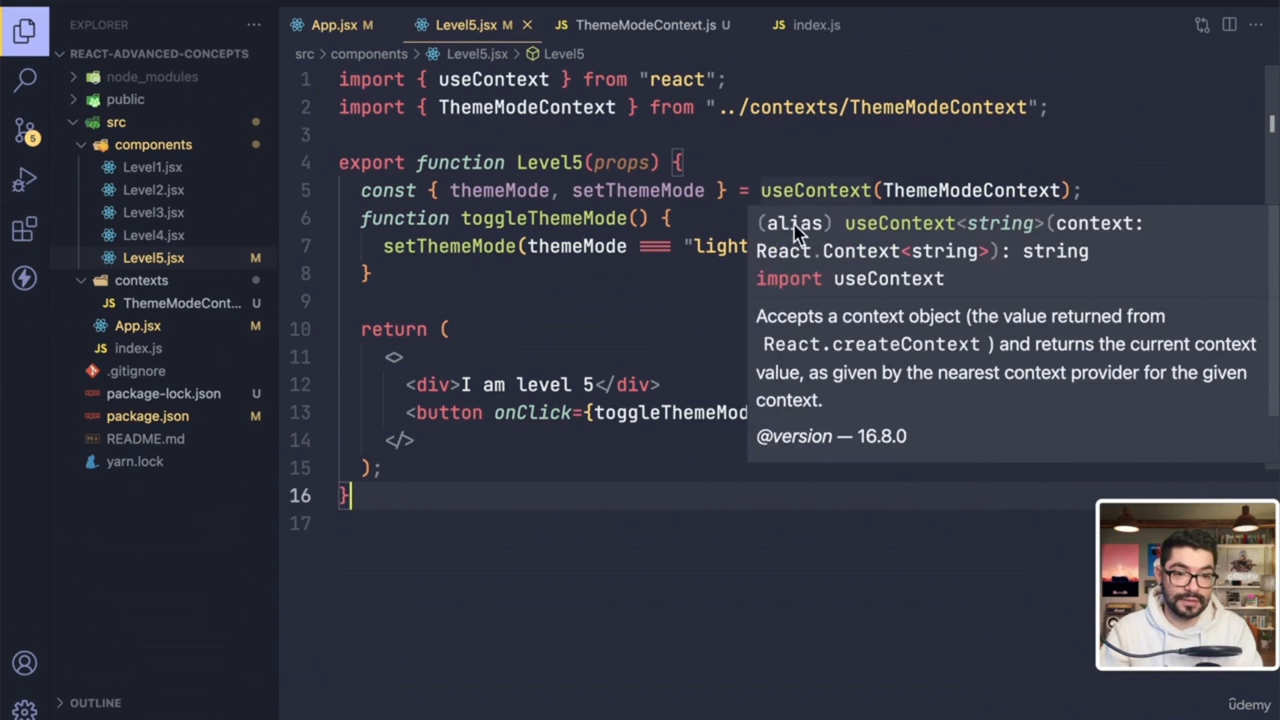 EXPLORER
REACT-ADVANCED-CONCEPTS
node_modules
public
src
components
Level1.jsx
Level2.jsx
Level3.jsx
Level4.jsx
Level5.jsx M
contexts
ThemeModeCont... U
App.jsx M
index.js
.gitignore
package-lock.json U
package.json M
README.md
yarn.lock
OUTLINE
5
App.jsx M Level5.jsx M ThemeModeContext.js U index.js
src > components > Level5.jsx > Level5
1 import { useContext } from "react";
2 import { ThemeModeContext } from "../contexts/ThemeModeContext";
3
4 export function Level5(props) {
5 const { themeMode, setThemeMode } = useContext(ThemeModeContext);
6 function toggleThemeMode() {
7 setThemeMode(themeMode === "light
8 }
9
10 return (
11 <>
12 <div>I am level 5</div>
13 <button onClick={toggleThemeMod
14 </>
15 );
16 }
17
(alias) useContext<string>(context:
React.Context<string>): string
import useContext
Accepts a context object (the value returned from
React.createContext ) and returns the current context
value, as given by the nearest context provider for the given
context.
@version — 16.8.0
ûdemy